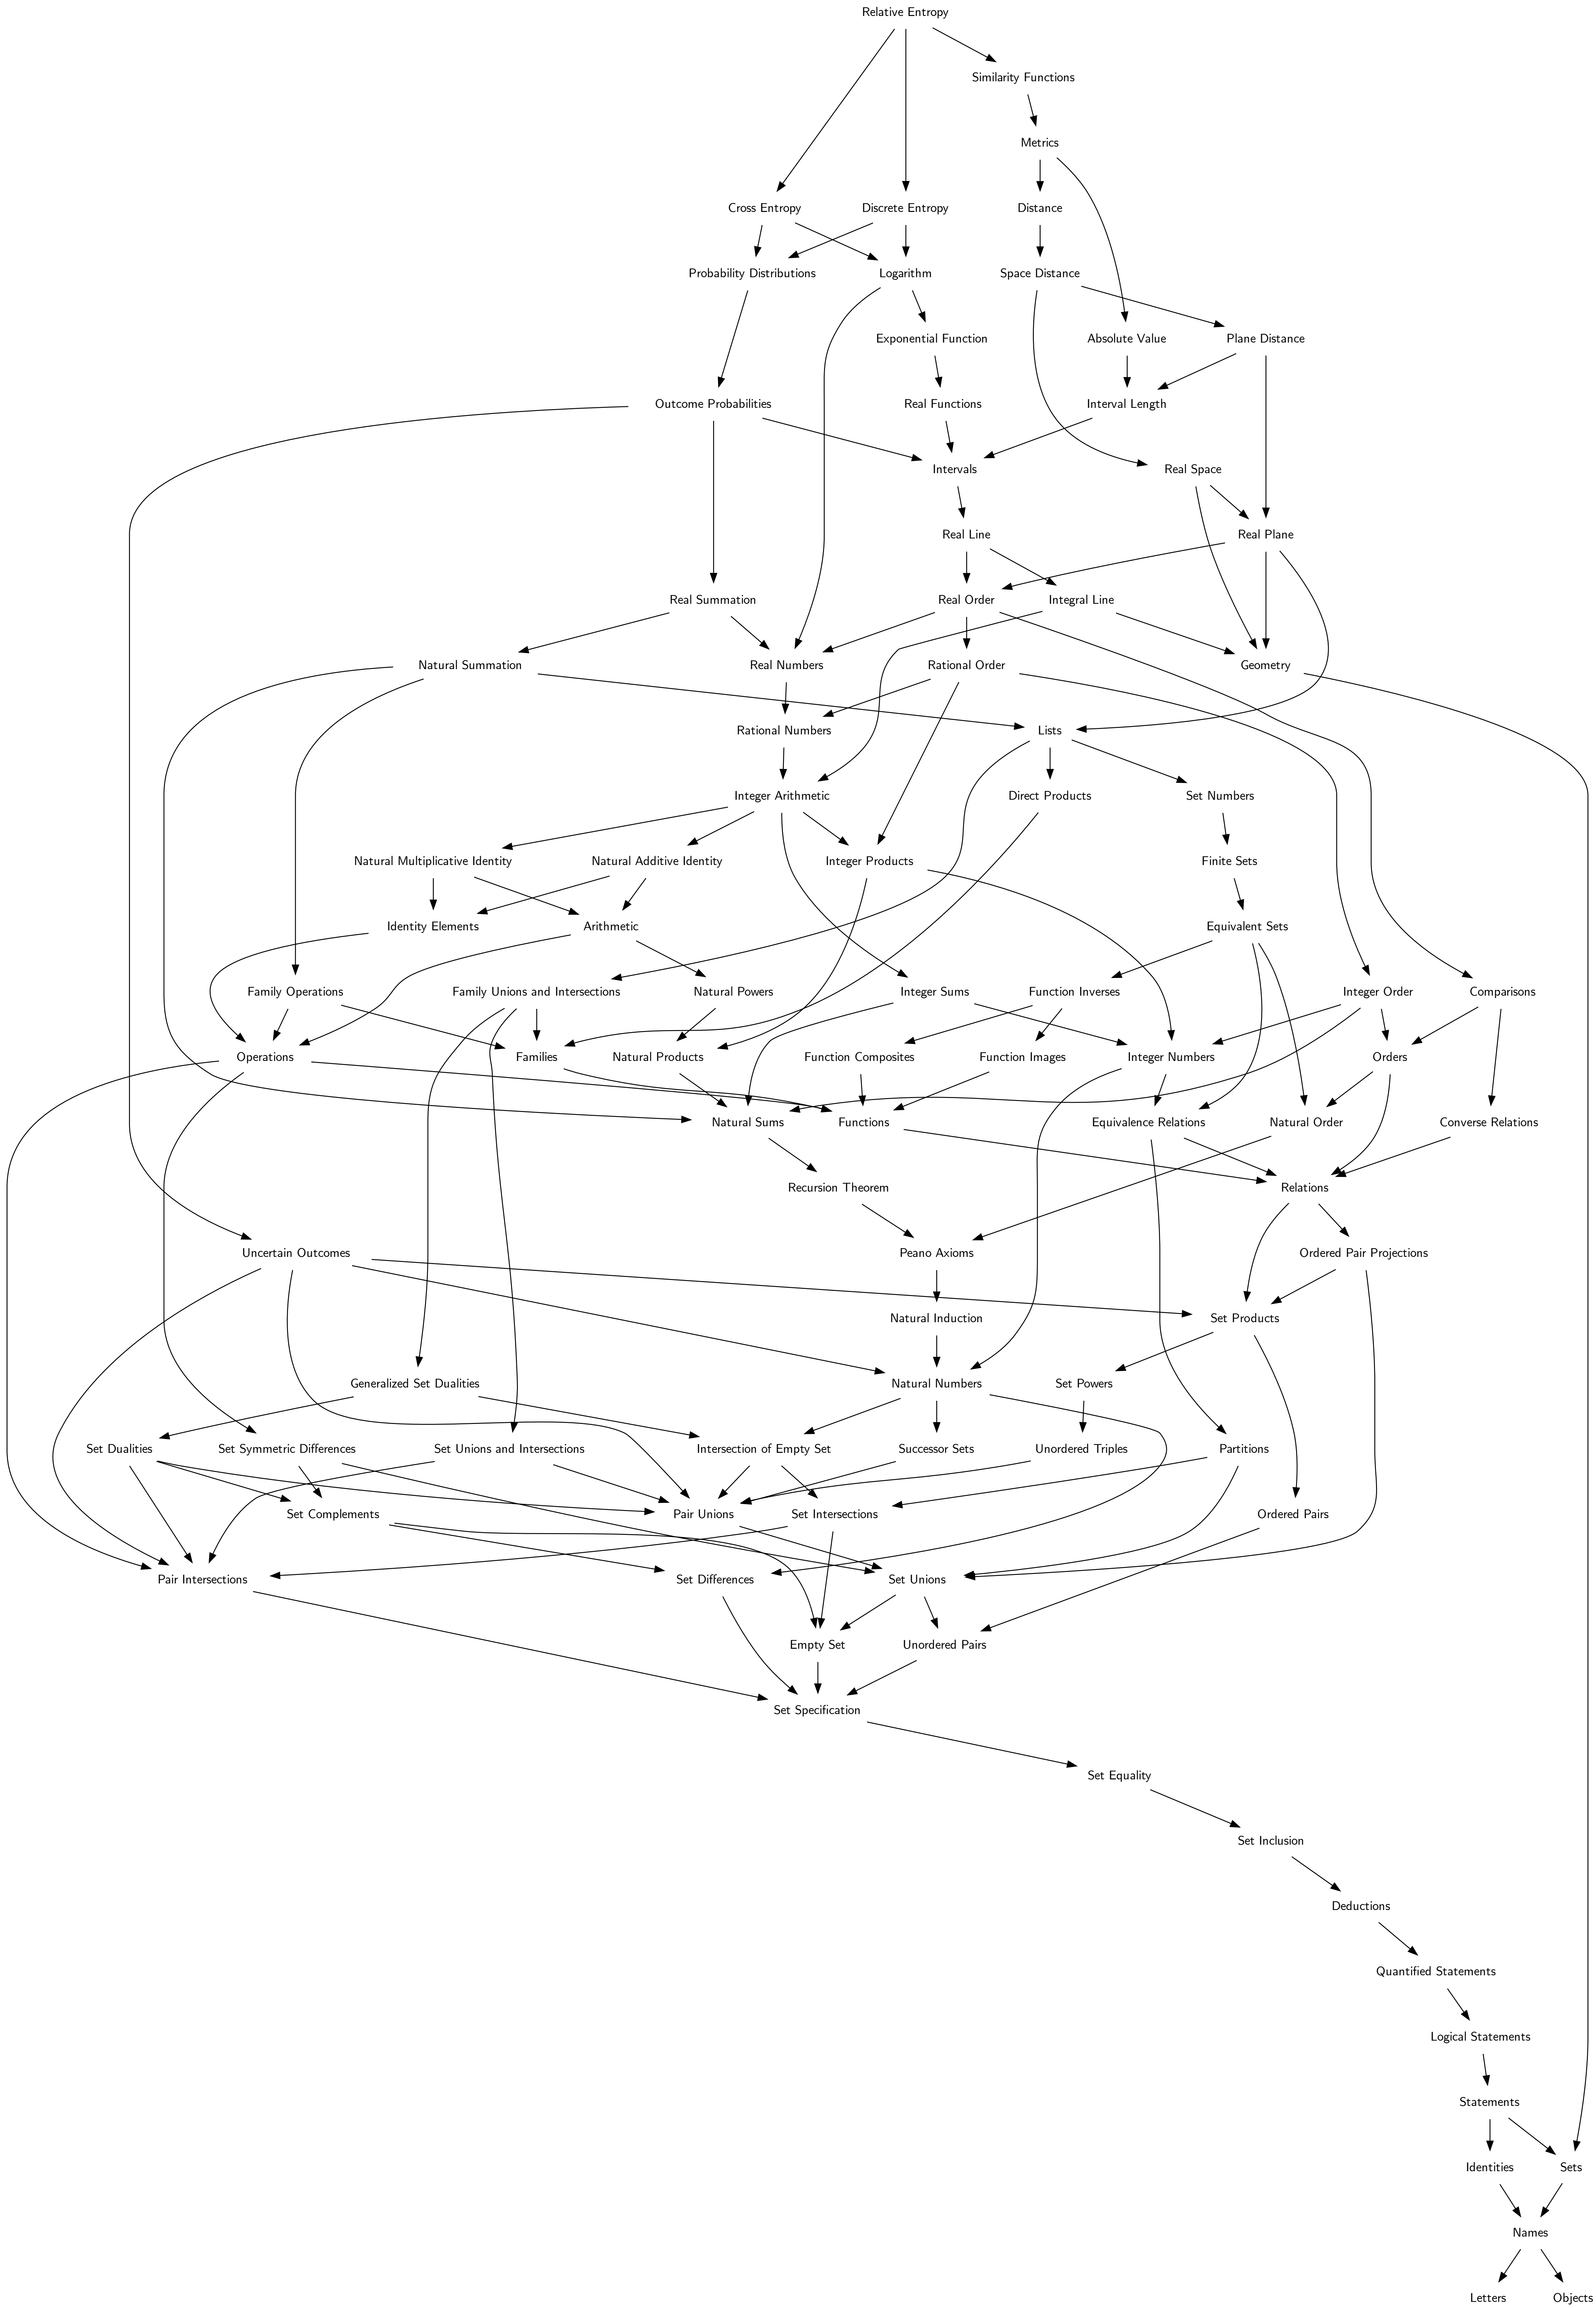 Relative Entropy
Similarity Functions
Metrics
Cross Entropy
Discrete Entropy
Distance
Probability Distributions
Logarithm
Space Distance
Exponential Function
Absolute Value
Plane Distance
Outcome Probabilities
Real Functions
Interval Length
Intervals
Real Space
Real Line
Real Plane
Real Summation
Real Order
Integral Line
Natural Summation
Real Numbers
Rational Order
Geometry
Rational Numbers
Lists
Integer Arithmetic
Direct Products
Set Numbers
Natural Multiplicative Identity
Natural Additive Identity
Integer Products
Finite Sets
Identity Elements
Arithmetic
Equivalent Sets
Family Operations
Family Unions and Intersections
Natural Powers
Integer Sums
Function Inverses
Integer Order
Comparisons
Operations
Families
Natural Products
Function Composites
Function Images
Integer Numbers
Orders
Natural Sums
Functions
Equivalence Relations
Natural Order
Converse Relations
Recursion Theorem
Relations
Uncertain Outcomes
Peano Axioms
Ordered Pair Projections
Natural Induction
Set Products
Generalized Set Dualities
Natural Numbers
Set Powers
Set Dualities
Set Symmetric Differences
Set Unions and Intersections
Intersection of Empty Set
Successor Sets
Unordered Triples
Partitions
Set Complements
Pair Unions
Set Intersections
Ordered Pairs
Pair Intersections
Set Differences
Set Unions
Empty Set
Unordered Pairs
Set Specification
Set Equality
Set Inclusion
Deductions
Quantified Statements
Logical Statements
Statements
Identities
Sets
Names
Letters
Objects